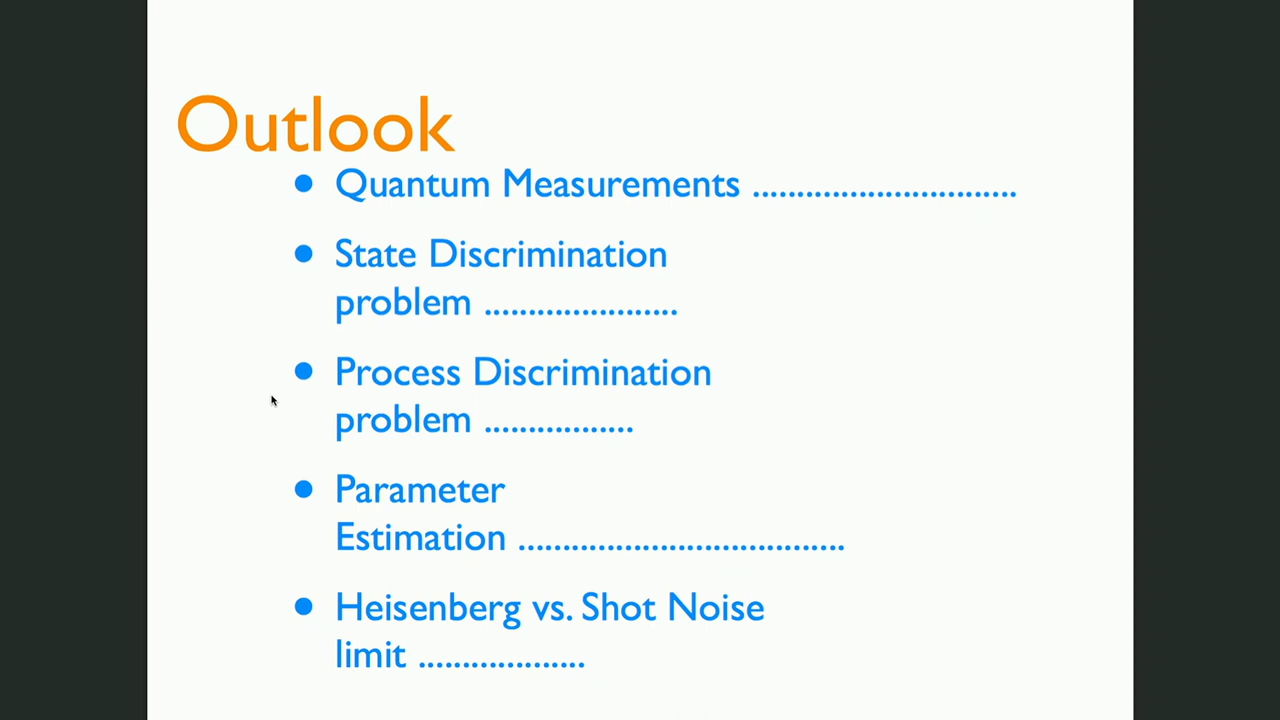 Outlook
• Quantum Measurements .............................
• State Discrimination
problem .....................
• Process Discrimination
problem .................
• Parameter
Estimation ....................................
• Heisenberg vs. Shot Noise
limit ...................